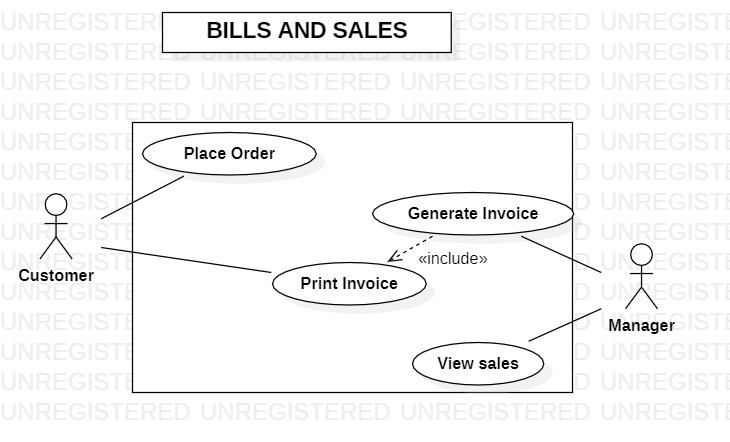 BILLS AND SALES
Place Order
Generate Invoice
«include»
Customer
Print Invoice
Manager
View sales
UNREGISTERED UNREGISTERED UNREGISTERED UNREGISTERED